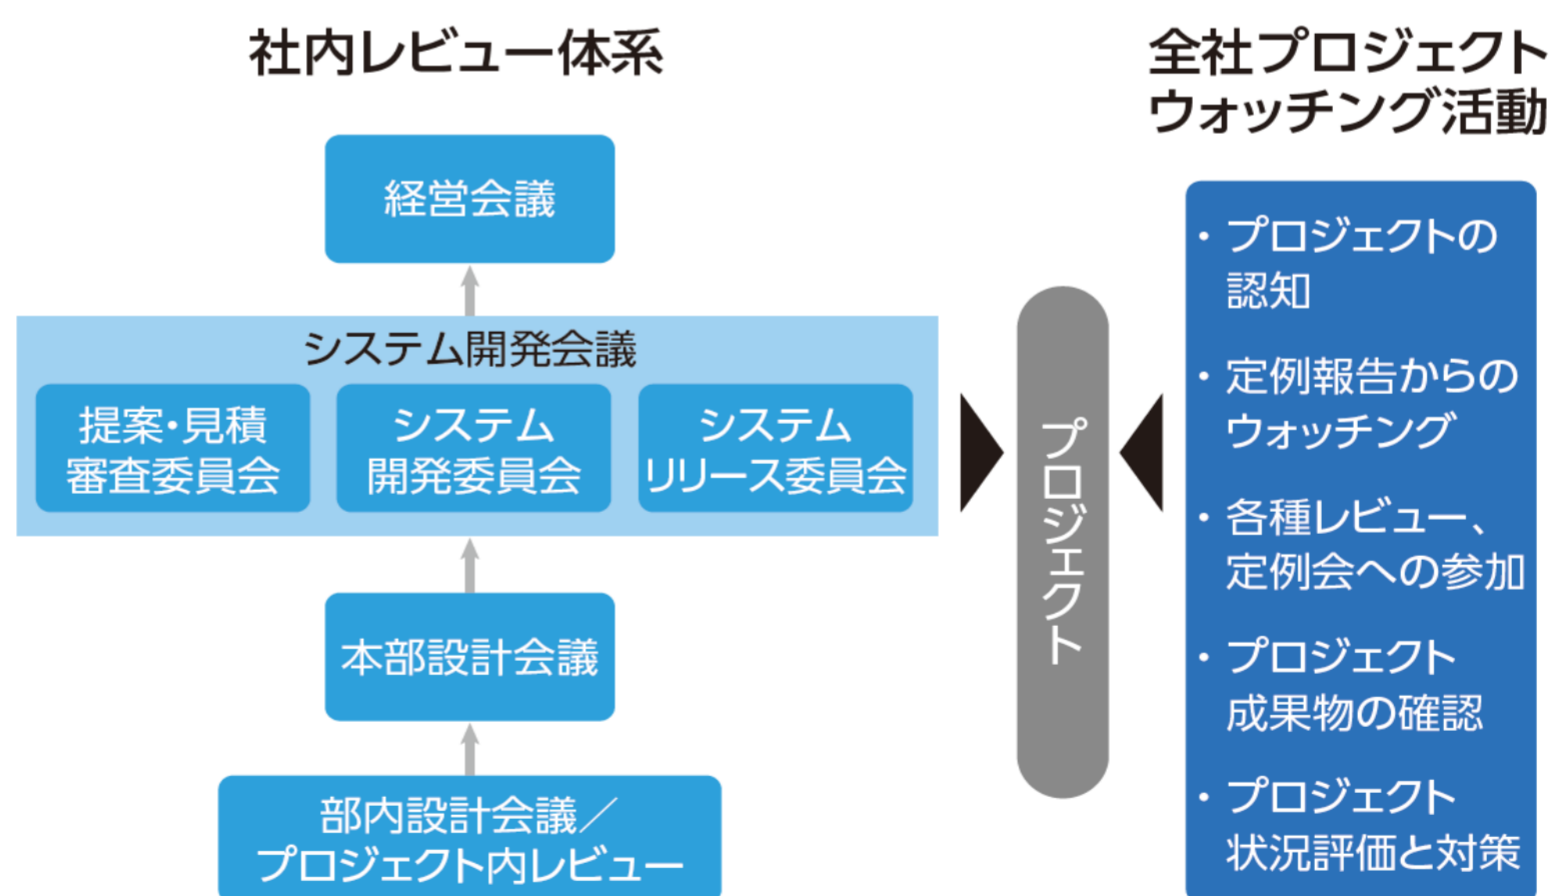 社内レビュー体系
経営会議
システム開発会議
提案・見積
審査委員会
システム
開発委員会
システム
リリース委員会
本部設計会議
部内設計会議／
プロジェクト内レビュー
プロジェクト
全社プロジェクト
ウォッチング活動
・プロジェクトの
認知
・定例報告からの
ウォッチング
・各種レビュー、
定例会への参加
・プロジェクト
成果物の確認
・プロジェクト
状況評価と対策